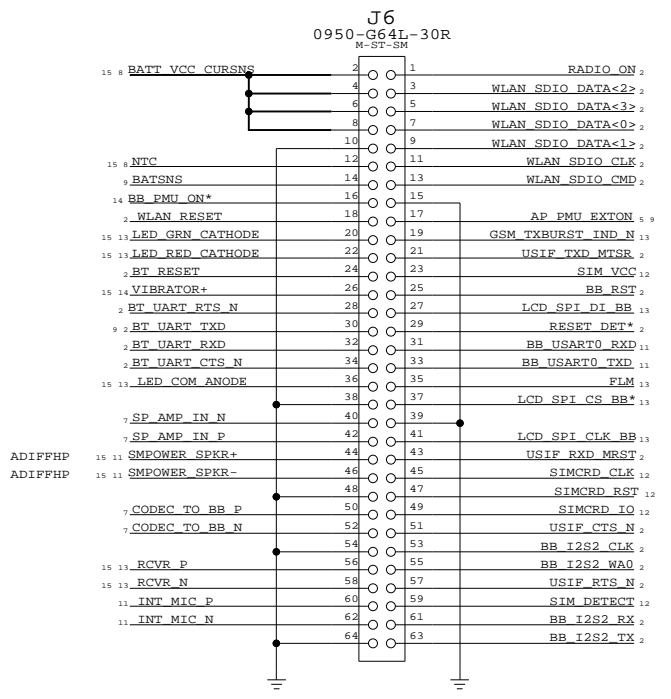 J6
0950-G64L-30R
M-ST-SM
15 8 BATT_VCC_CURSNS 2 1 RADIO_ON 2
4 3 WLAN_SDIO_DATA<2> 2
6 5 WLAN_SDIO_DATA<3> 2
8 7 WLAN_SDIO_DATA<0> 2
10 9 WLAN_SDIO_DATA<1> 2
15 8 NTC 12 11 WLAN_SDIO_CLK 2
9 BATSNS 14 13 WLAN_SDIO_CMD 2
14 BB_PMU_ON* 16 15
2 WLAN_RESET 18 17 AP_PMU_EXTON 5 9
15 13 LED_GRN_CATHODE 20 19 GSM_TXBURST_IND_N 13
15 13 LED_RED_CATHODE 22 21 USIF_TXD_MTSR 2
2 BT_RESET 24 23 SIM_VCC 12
15 14 VIBRATOR+ 26 25 BB_RST 2
2 BT_UART_RTS_N 28 27 LCD_SPI_DI_BB 13
9 2 BT_UART_TXD 30 29 RESET_DET* 2
2 BT_UART_RXD 32 31 BB_USART0_RXD 11
2 BT_UART_CTS_N 34 33 BB_USART0_TXD 11
15 13 LED_COM_ANODE 36 35 FLM 13
38 37 LCD_SPI_CS_BB* 13
7 SP_AMP_IN_N 40 39
7 SP_AMP_IN_P 42 41 LCD_SPI_CLK_BB 13
ADIFFHP 15 11 SMPOWER_SPKR+ 44 43 USIF_RXD_MRST 2
ADIFFHP 15 11 SMPOWER_SPKR- 46 45 SIMCRD_CLK 12
48 47 SIMCRD_RST 12
7 CODEC_TO_BB_P 50 49 SIMCRD_IO 12
7 CODEC_TO_BB_N 52 51 USIF_CTS_N 2
54 53 BB_I2S2_CLK 2
15 13 RCVR_P 56 55 BB_I2S2_WA0 2
15 13 RCVR_N 58 57 USIF_RTS_N 2
11 INT_MIC_P 60 59 SIM_DETECT 12
11 INT_MIC_N 62 61 BB_I2S2_RX 2
64 63 BB_I2S2_TX 2